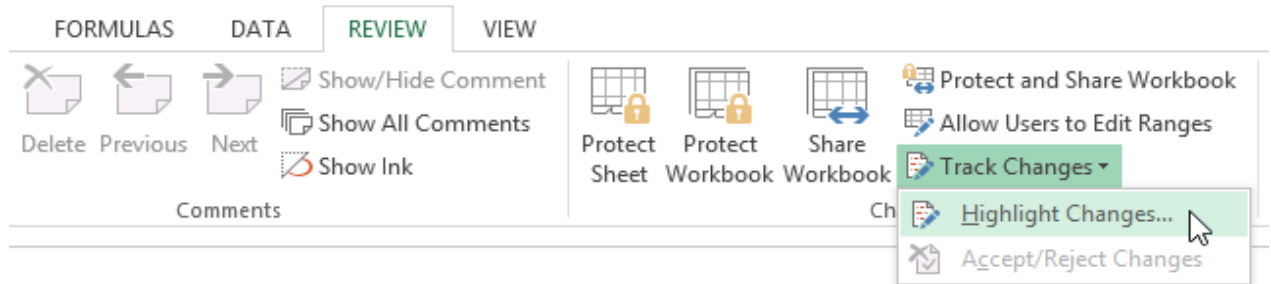 FORMULAS DATA REVIEW VIEW
Show/Hide Comment
Show All Comments
Show Ink
Delete Previous Next
Comments
Protect Sheet
Protect Workbook
Share Workbook
Protect and Share Workbook
Allow Users to Edit Ranges
Track Changes
Ch
Highlight Changes...
Accept/Reject Changes